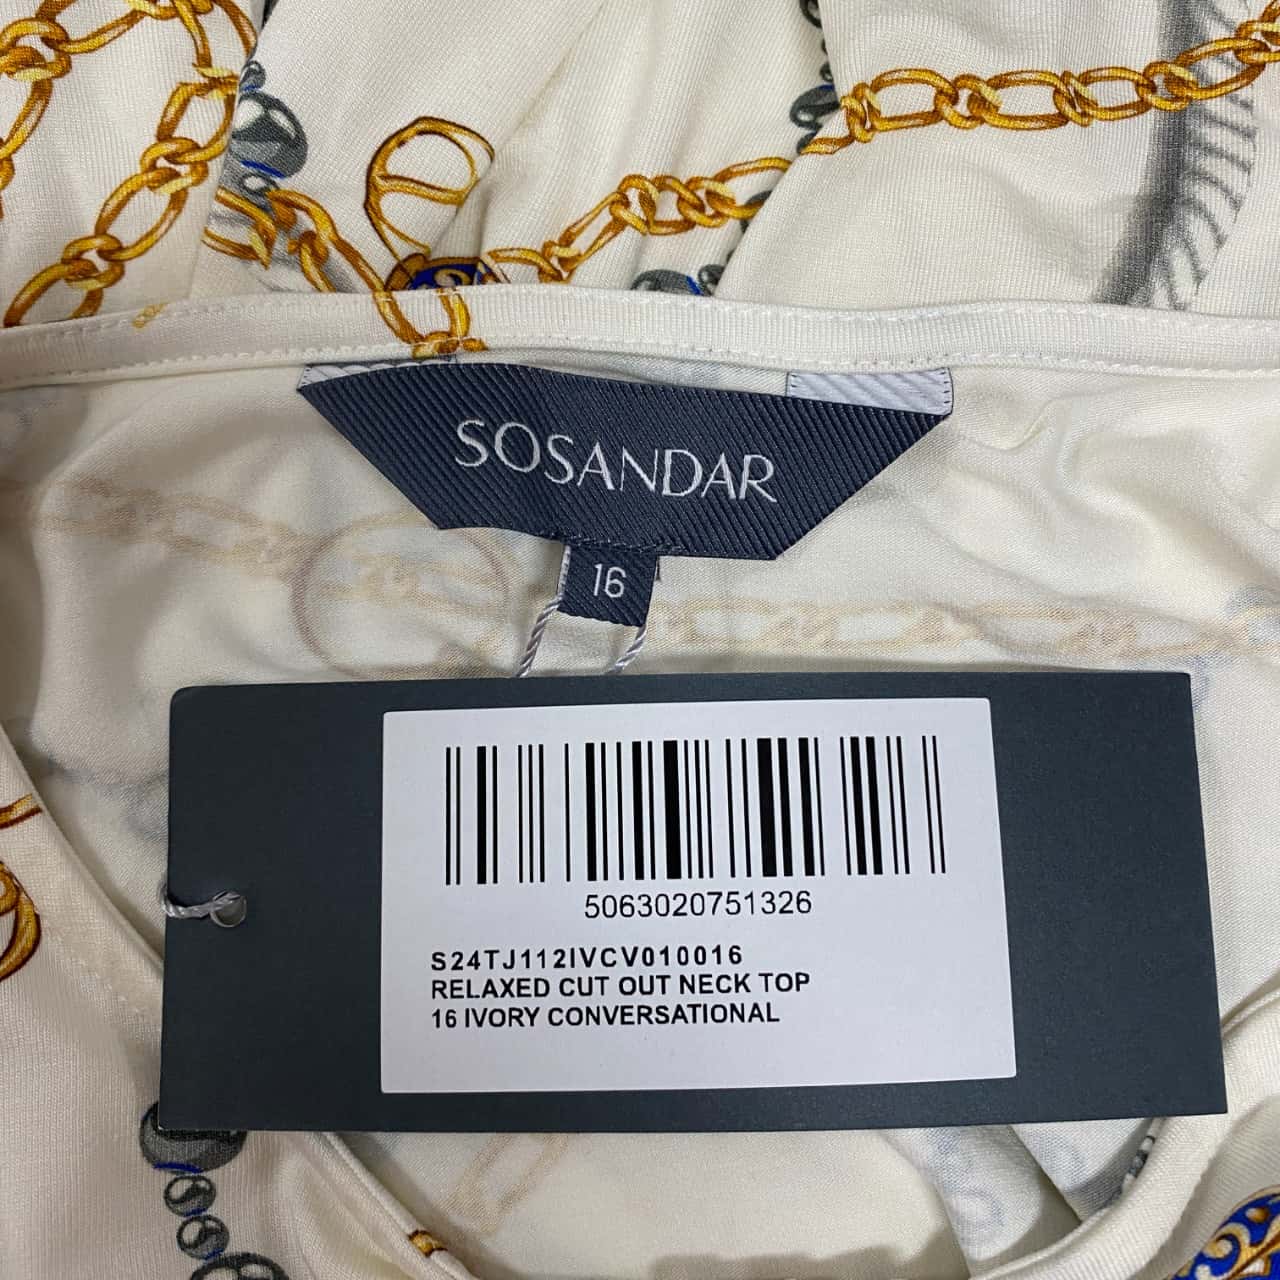 SOSANDAR
16
5063020751326
S24TJ112IVCV010016
RELAXED CUT OUT NECK TOP
16 IVORY CONVERSATIONAL